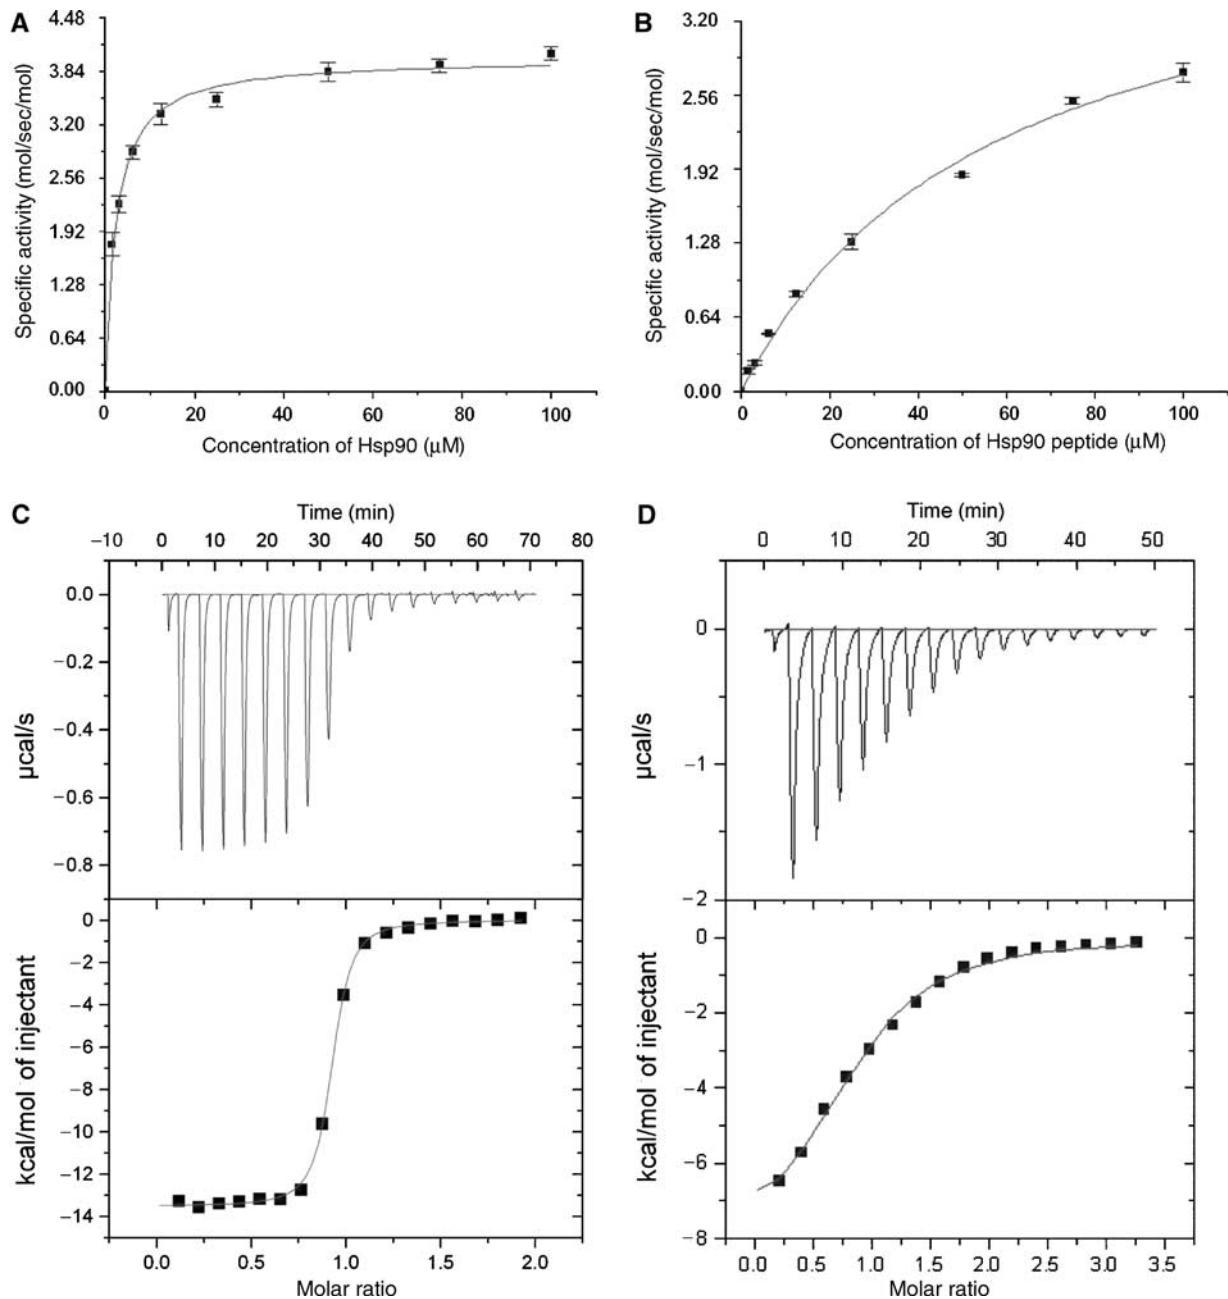 A
4.48
3.84
3.20
2.56
1.92
1.28
0.64
0.00
Specific activity (mol/sec/mol)
0 20 40 60 80 100
Concentration of Hsp90 (μM)
B
3.20
2.56
1.92
1.28
0.64
0.00
Specific activity (mol/sec/mol)
0 20 40 60 80 100
Concentration of Hsp90 peptide (μM)
C
Time (min)
−10 0 10 20 30 40 50 60 70 80
0.0
−0.2
−0.4
−0.6
−0.8
μcal/s
0
−2
−4
−6
−8
−10
−12
−14
kcal/mol of injectant
0.0 0.5 1.0 1.5 2.0
Molar ratio
D
Time (min)
0 10 20 30 40 50
0
−1
−2
μcal/s
0
−2
−4
−6
−8
kcal/mol of injectant
0.0 0.5 1.0 1.5 2.0 2.5 3.0 3.5
Molar ratio